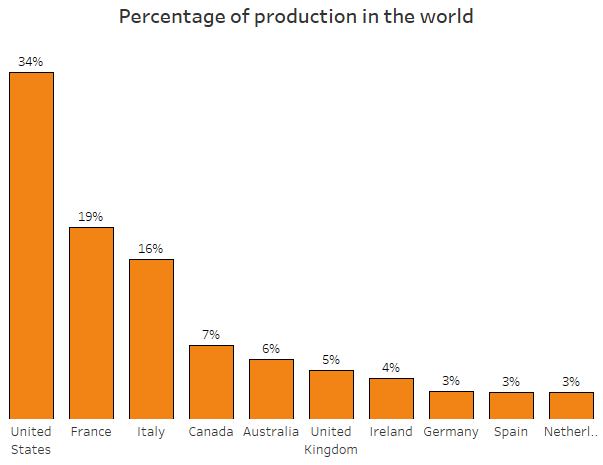 Percentage of production in the world
34%
19%
16%
7%
6%
5%
4%
3%
3%
3%
United States
France
Italy
Canada
Australia
United Kingdom
Ireland
Germany
Spain
Netherl..